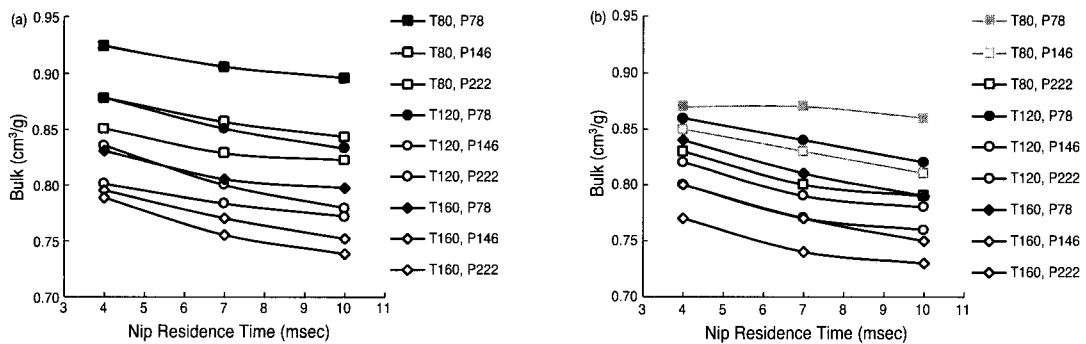 (a)
0.95
0.90
0.85
0.80
0.75
0.70
Bulk (cm³/g)
3 4 5 6 7 8 9 10 11
Nip Residence Time (msec)
T80, P78
T80, P146
T80, P222
T120, P78
T120, P146
T120, P222
T160, P78
T160, P146
T160, P222
(b)
0.95
0.90
0.85
0.80
0.75
0.70
Bulk (cm³/g)
3 4 5 6 7 8 9 10 11
Nip Residence Time (msec)
T80, P78
T80, P146
T80, P222
T120, P78
T120, P146
T120, P222
T160, P78
T160, P146
T160, P222